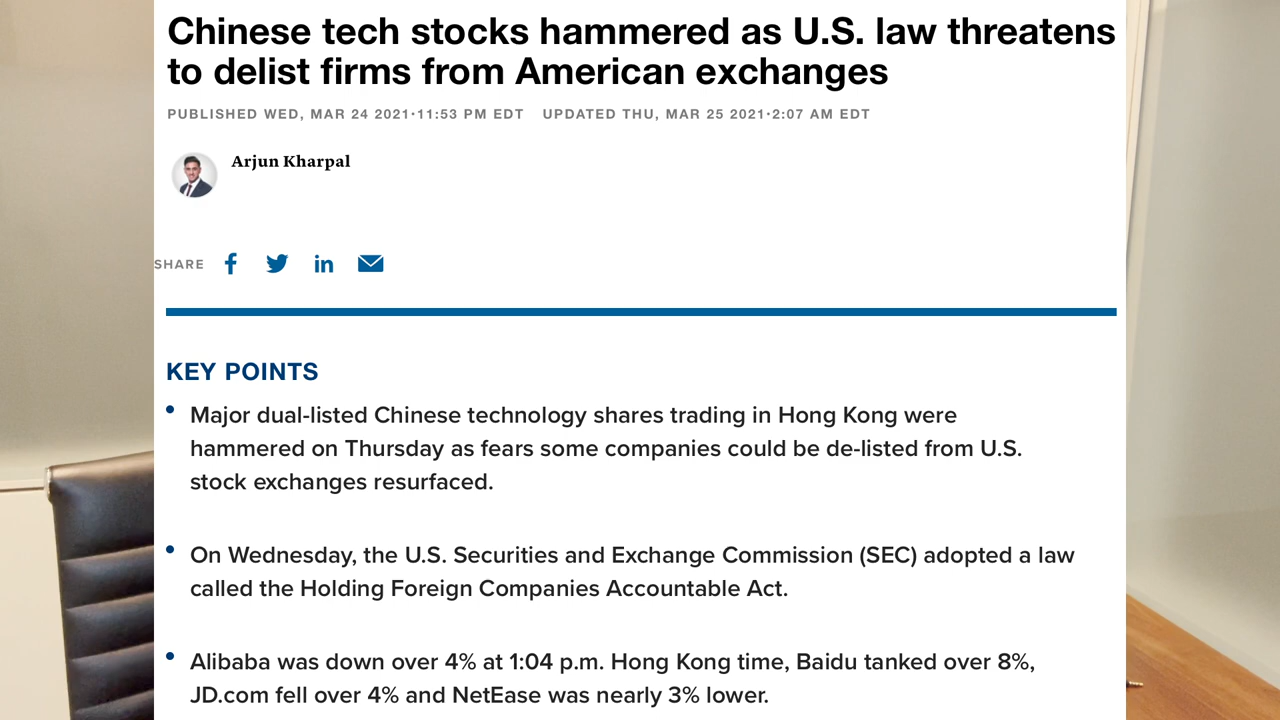 Chinese tech stocks hammered as U.S. law threatens
to delist firms from American exchanges
PUBLISHED WED, MAR 24 2021•11:53 PM EDT UPDATED THU, MAR 25 2021•2:07 AM EDT
Arjun Kharpal
SHARE
KEY POINTS
• Major dual-listed Chinese technology shares trading in Hong Kong were
hammered on Thursday as fears some companies could be de-listed from U.S.
stock exchanges resurfaced.
• On Wednesday, the U.S. Securities and Exchange Commission (SEC) adopted a law
called the Holding Foreign Companies Accountable Act.
• Alibaba was down over 4% at 1:04 p.m. Hong Kong time, Baidu tanked over 8%,
JD.com fell over 4% and NetEase was nearly 3% lower.